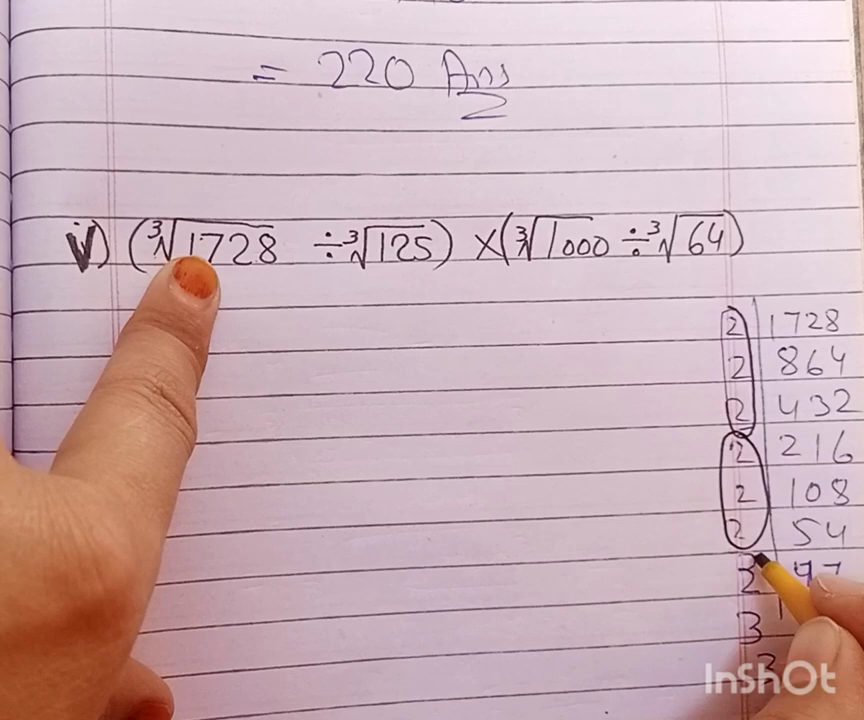 = 220 Ans
v) (∛1728 ÷ ∛125) × (∛1000 ÷ ∛64)
2 | 1728
2 | 864
2 | 432
2 | 216
2 | 108
2 | 54
3
3
3
InShOt